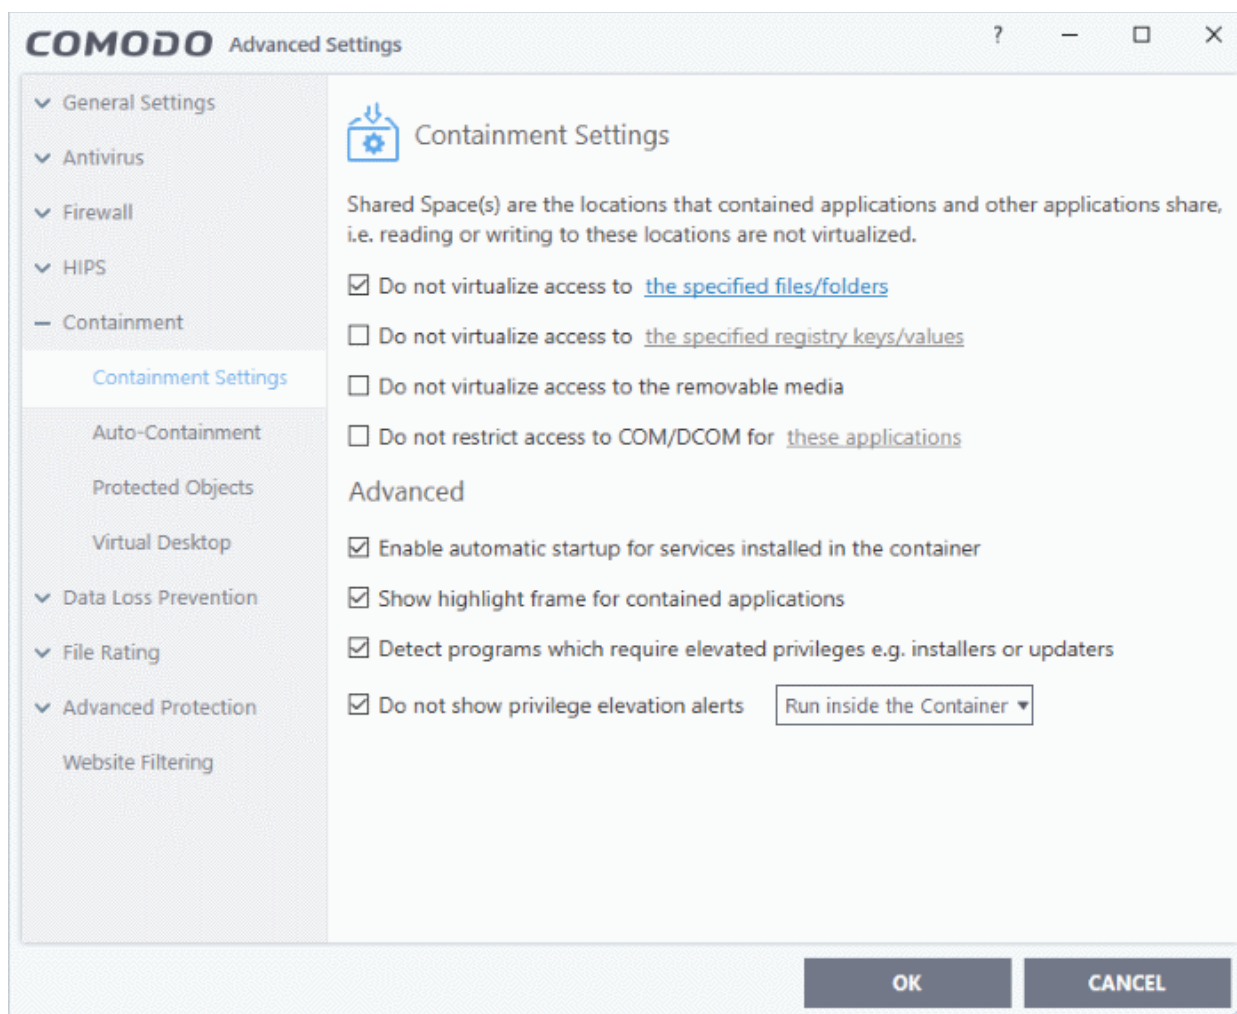 COMODO Advanced Settings ?
General Settings
Antivirus
Firewall
HIPS
Containment
Containment Settings
Auto-Containment
Protected Objects
Virtual Desktop
Data Loss Prevention
File Rating
Advanced Protection
Website Filtering
Containment Settings
Shared Space(s) are the locations that contained applications and other applications share,
i.e. reading or writing to these locations are not virtualized.
Do not virtualize access to the specified files/folders
Do not virtualize access to the specified registry keys/values
Do not virtualize access to the removable media
Do not restrict access to COM/DCOM for these applications
Advanced
Enable automatic startup for services installed in the container
Show highlight frame for contained applications
Detect programs which require elevated privileges e.g. installers or updaters
Do not show privilege elevation alerts Run inside the Container
OK CANCEL